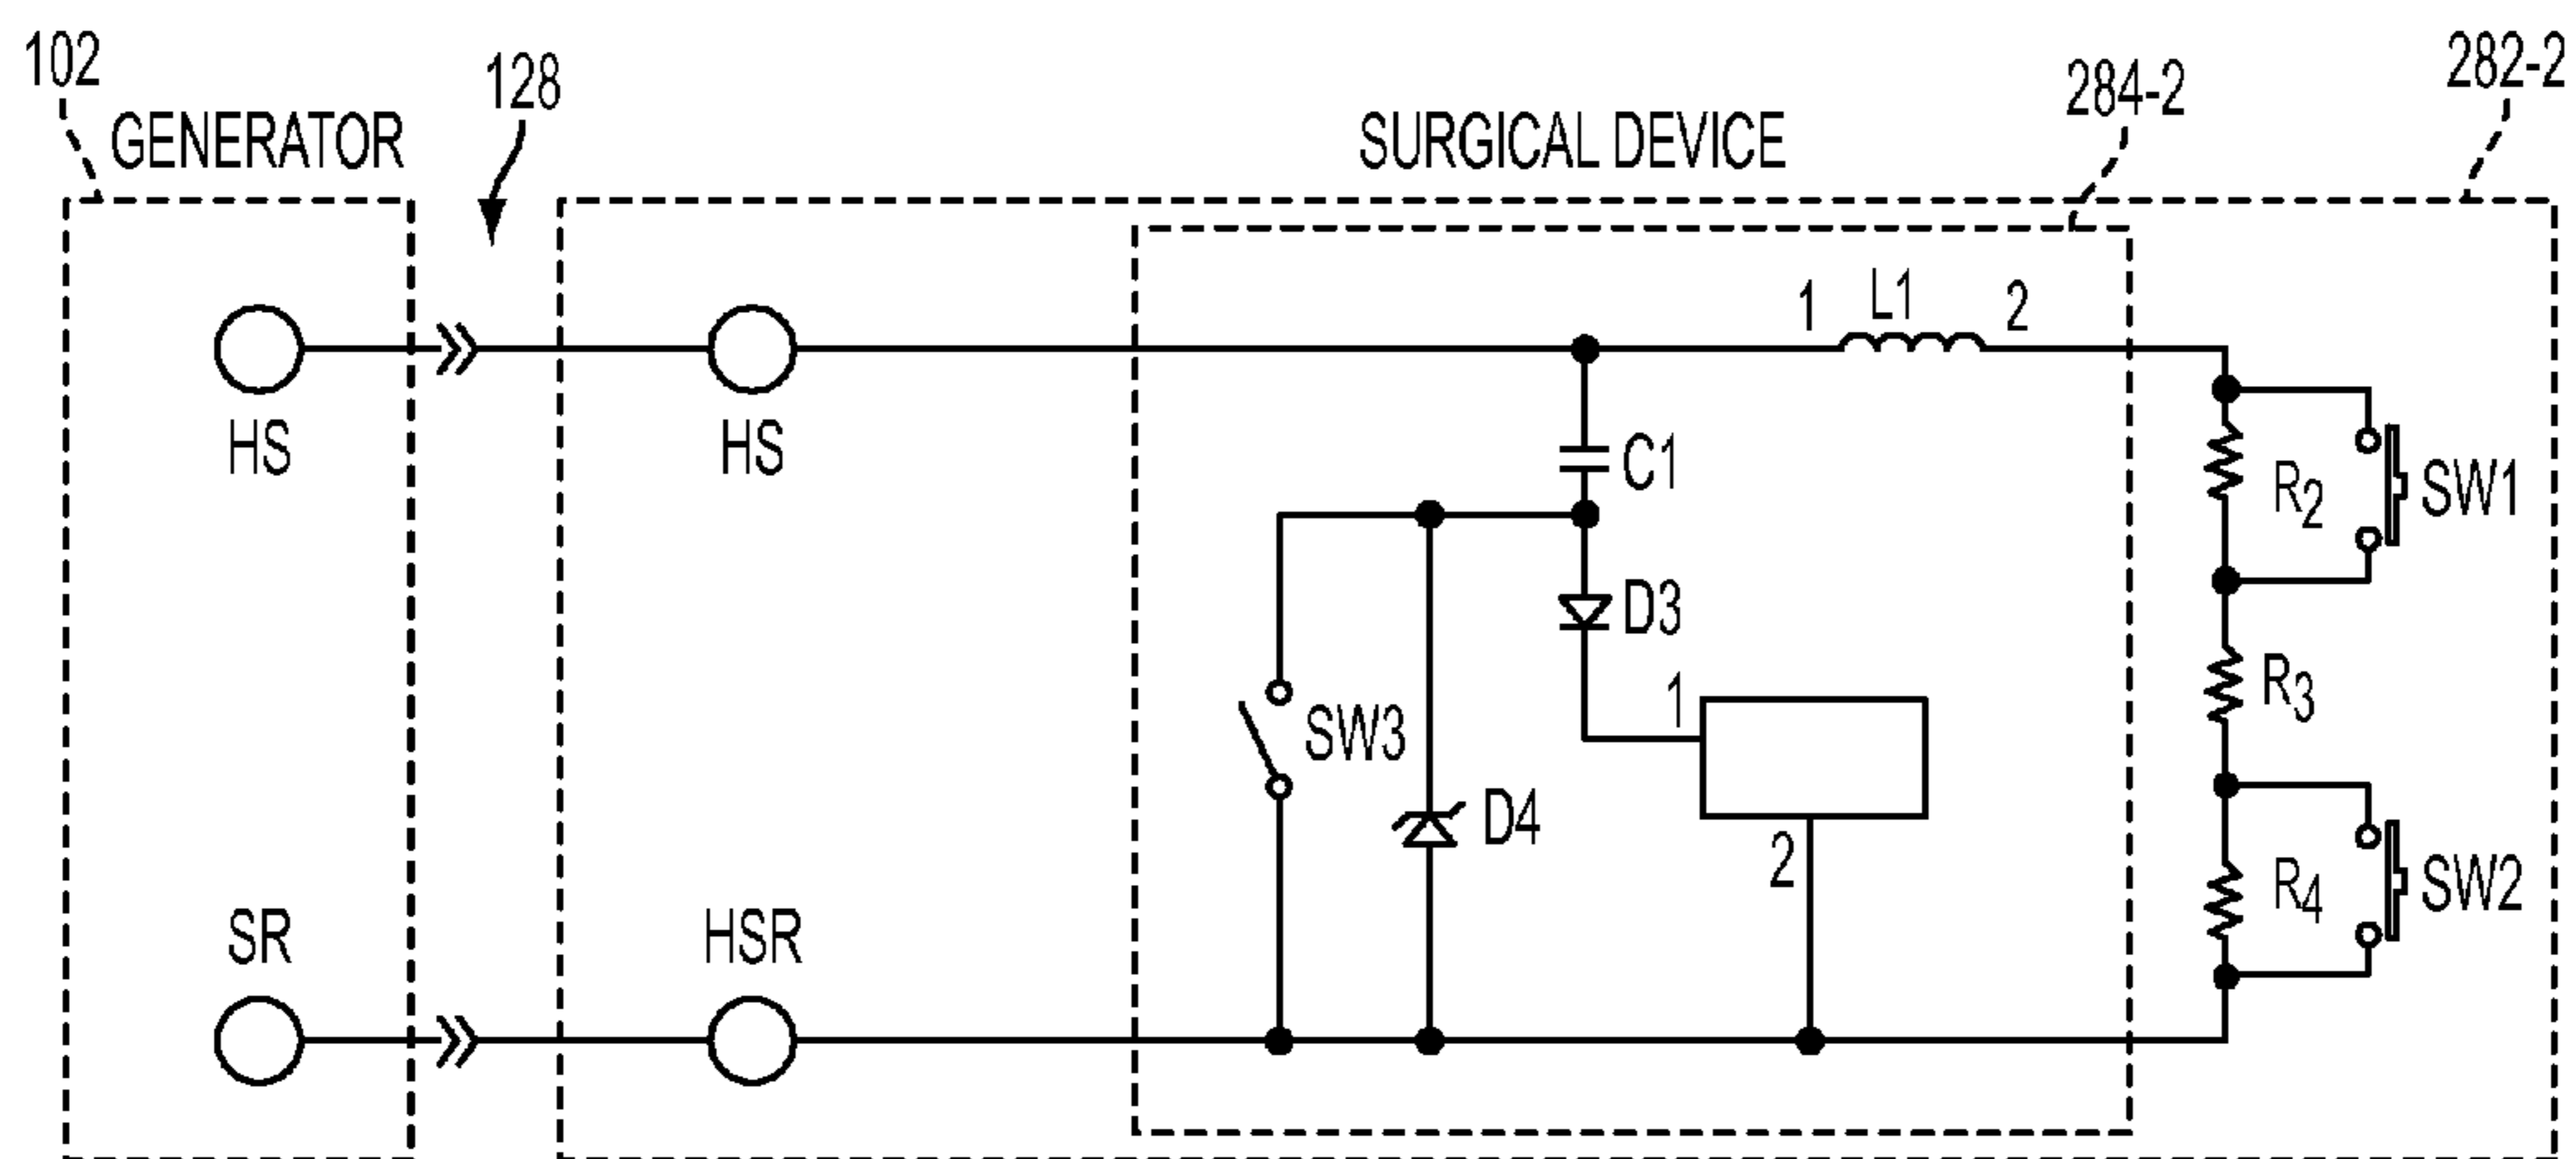 102
GENERATOR
128
SURGICAL DEVICE
284-2
282-2
HS
HS
1
L1
2
C1
R2
SW1
D3
R3
SW3
1
D4
2
R4
SW2
SR
HSR